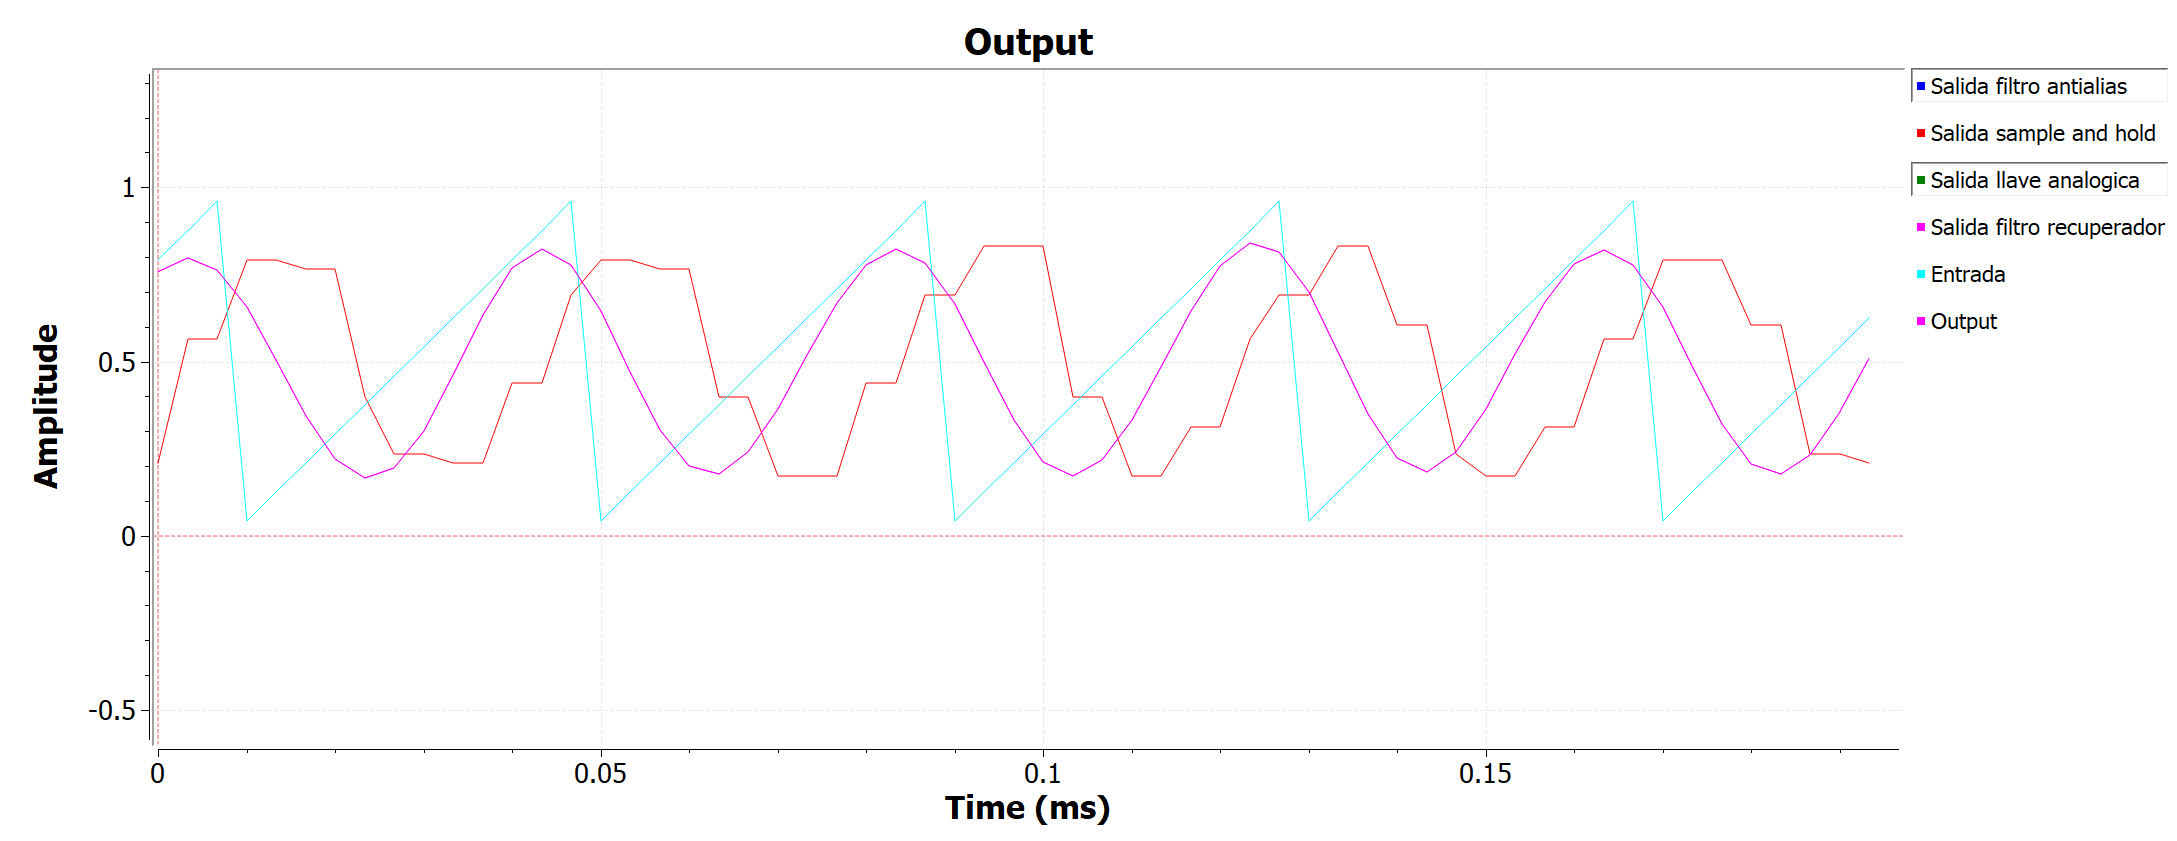 Output
Salida filtro antialias
Salida sample and hold
Salida llave analogica
Salida filtro recuperador
Entrada
Output
Amplitude
1
0.5
0
-0.5
0
0.05
0.1
0.15
Time (ms)